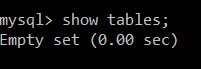 mysql> show tables;
Empty set (0.00 sec)